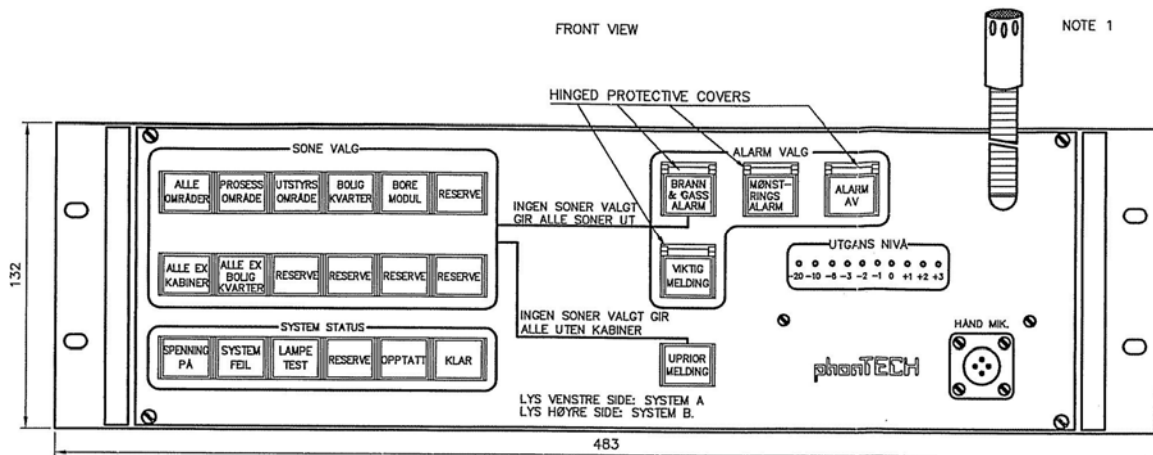 FRONT VIEW
NOTE 1
HINGED PROTECTIVE COVERS
SONE VALG
ALARM VALG
ALLE
OMRÅDER
PROSESS
OMRÅDE
UTSTYRS
OMRÅDE
BOLIG
KVARTER
BORE
MODUL
RESERVE
BRANN
& GASS
ALARM
MØNST-
RINGS
ALARM
ALARM
AV
INGEN SONER VALGT
GIR ALLE SONER UT
ALLE EX
KABINER
ALLE EX
BOLIG
KVARTER
RESERVE
RESERVE
RESERVE
RESERVE
VIKTIG
MELDING
UTGANS NIVÅ
-20 -10 -6 -3 -2 -1 0 +1 +2 +3
INGEN SONER VALGT GIR
ALLE UTEN KABINER
SYSTEM STATUS
SPENNING
PÅ
SYSTEM
FEIL
LAMPE
TEST
RESERVE
OPPTATT
KLAR
UPRIOR
MELDING
phonTECH
HÅND MIK.
LYS VENSTRE SIDE: SYSTEM A
LYS HØYRE SIDE: SYSTEM B.
132
483